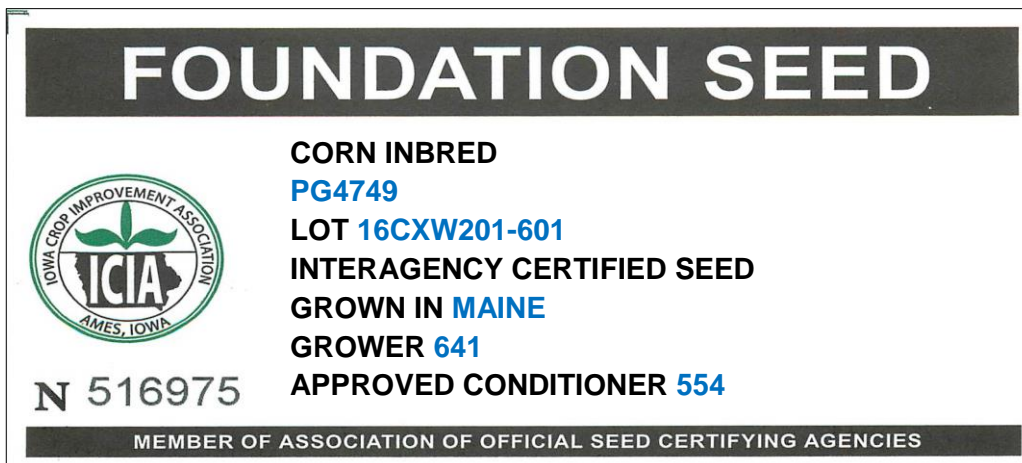 FOUNDATION SEED
CORN INBRED
PG4749
LOT 16CXW201-601
INTERAGENCY CERTIFIED SEED
GROWN IN MAINE
GROWER 641
APPROVED CONDITIONER 554
IOWA CROP IMPROVEMENT ASSOCIATION
ICIA
AMES, IOWA
N 516975
MEMBER OF ASSOCIATION OF OFFICIAL SEED CERTIFYING AGENCIES